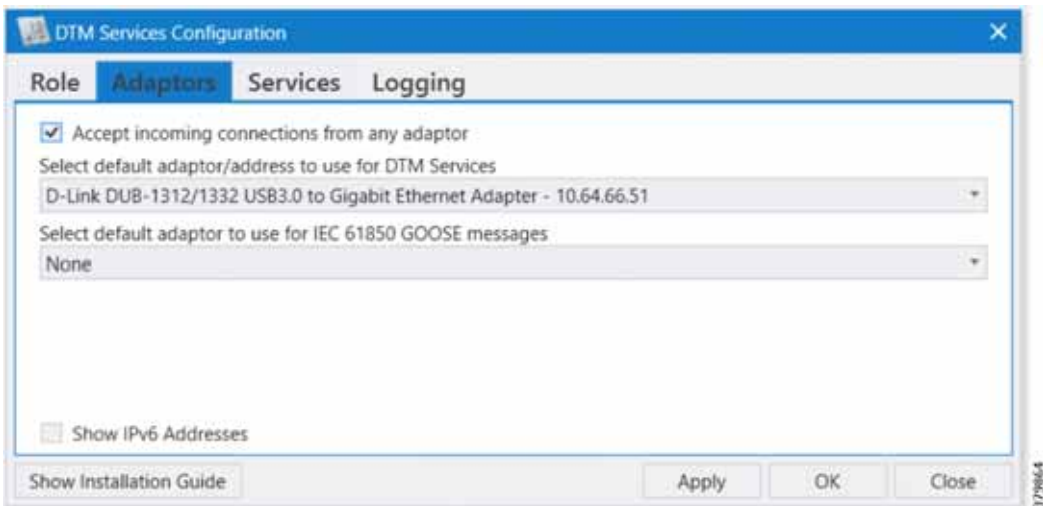 DTM Services Configuration
Role Adaptors Services Logging
Accept incoming connections from any adaptor
Select default adaptor/address to use for DTM Services
D-Link DUB-1312/1332 USB3.0 to Gigabit Ethernet Adapter - 10.64.66.51
Select default adaptor to use for IEC 61850 GOOSE messages
None
Show IPv6 Addresses
Show Installation Guide Apply OK Close